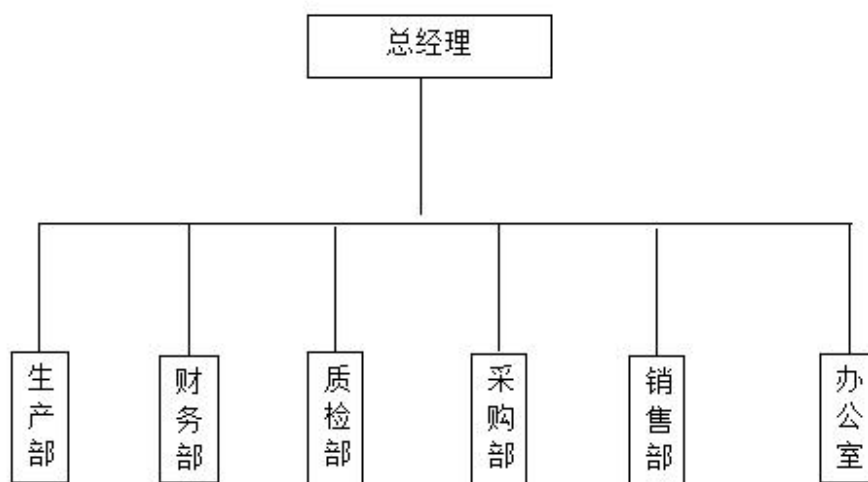 总经理
生产部
财务部
质检部
采购部
销售部
办公室